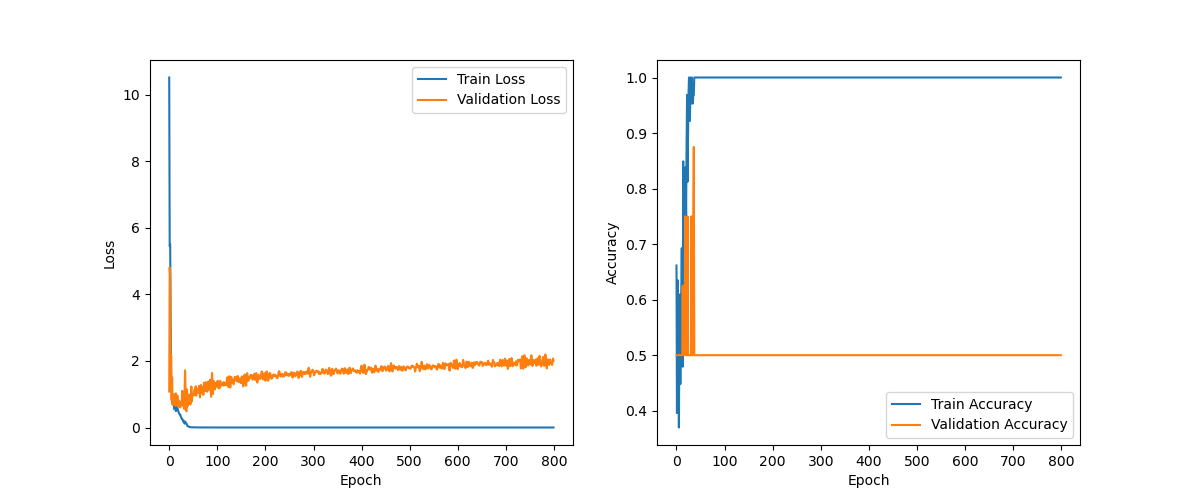 Train Loss
Validation Loss
10
8
6
4
2
0
Loss
0 100 200 300 400 500 600 700 800
Epoch
1.0
0.9
0.8
0.7
0.6
0.5
0.4
Accuracy
Train Accuracy
Validation Accuracy
0 100 200 300 400 500 600 700 800
Epoch